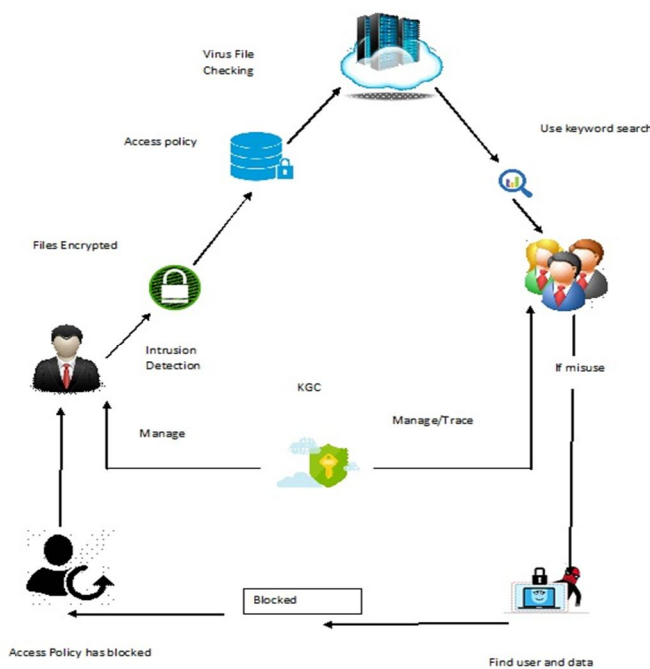 Virus File
Checking
Use keyword search
Access policy
Files Encrypted
Intrusion
Detection
If misuse
KGC
Manage/Trace
Manage
Blocked
Access Policy has blocked
Find user and data